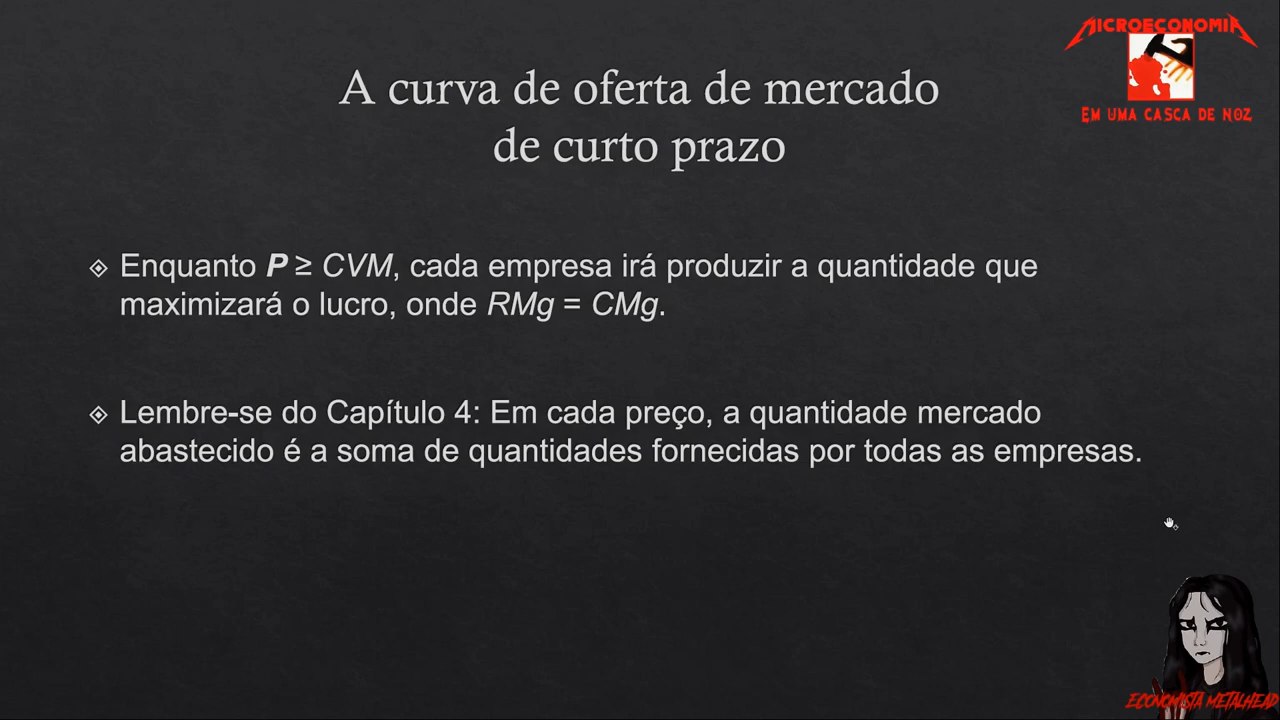 MICROECONOMIA
EM UMA CASCA DE NOZ
A curva de oferta de mercado
de curto prazo
Enquanto P ≥ CVM, cada empresa irá produzir a quantidade que
maximizará o lucro, onde RMg = CMg.
Lembre-se do Capítulo 4: Em cada preço, a quantidade mercado
abastecido é a soma de quantidades fornecidas por todas as empresas.
ECONOMISTA METALHEAD